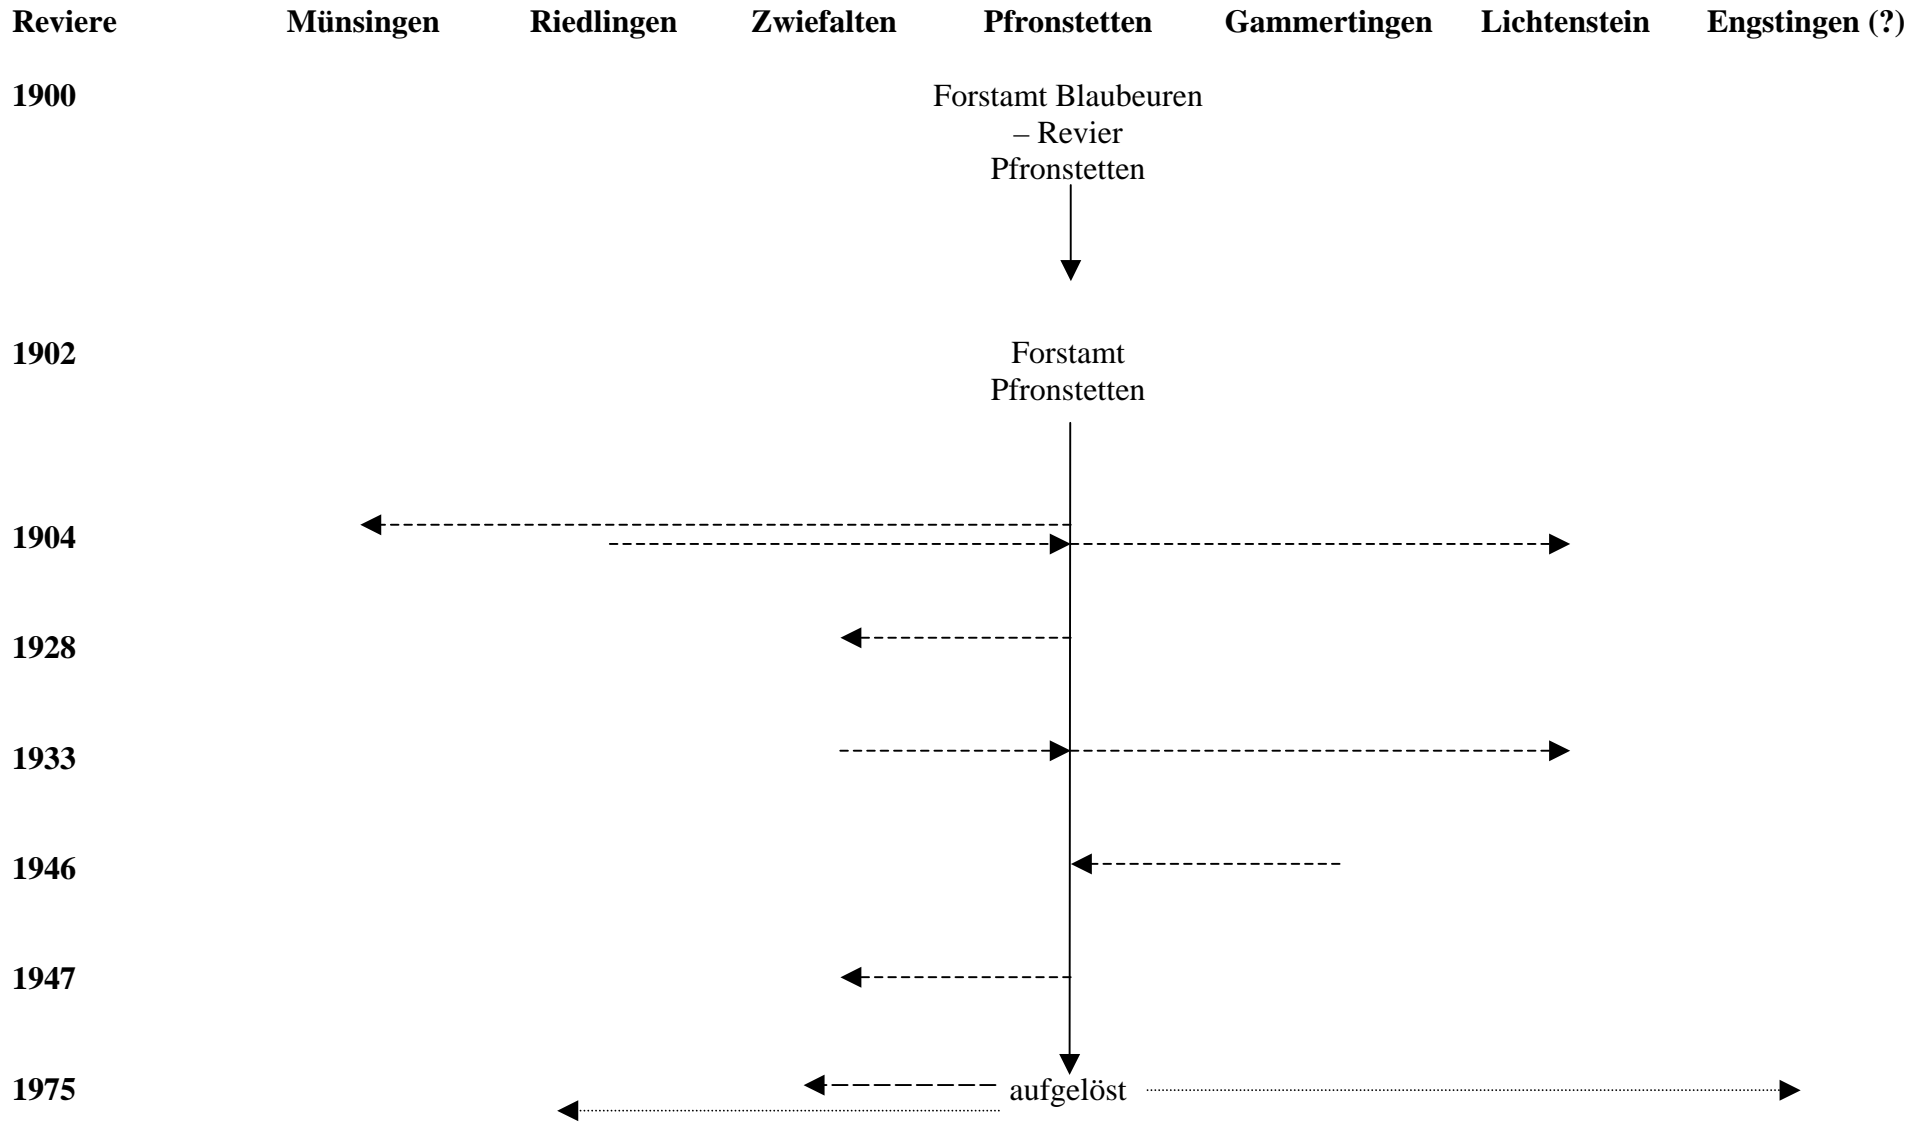 Reviere Münsingen Riedlingen Zwiefalten Pfronstetten Gammertingen Lichtenstein Engstingen (?)
1900 Forstamt Blaubeuren
– Revier
Pfronstetten
1902 Forstamt
Pfronstetten
1904
1928
1933
1946
1947
1975 aufgelöst